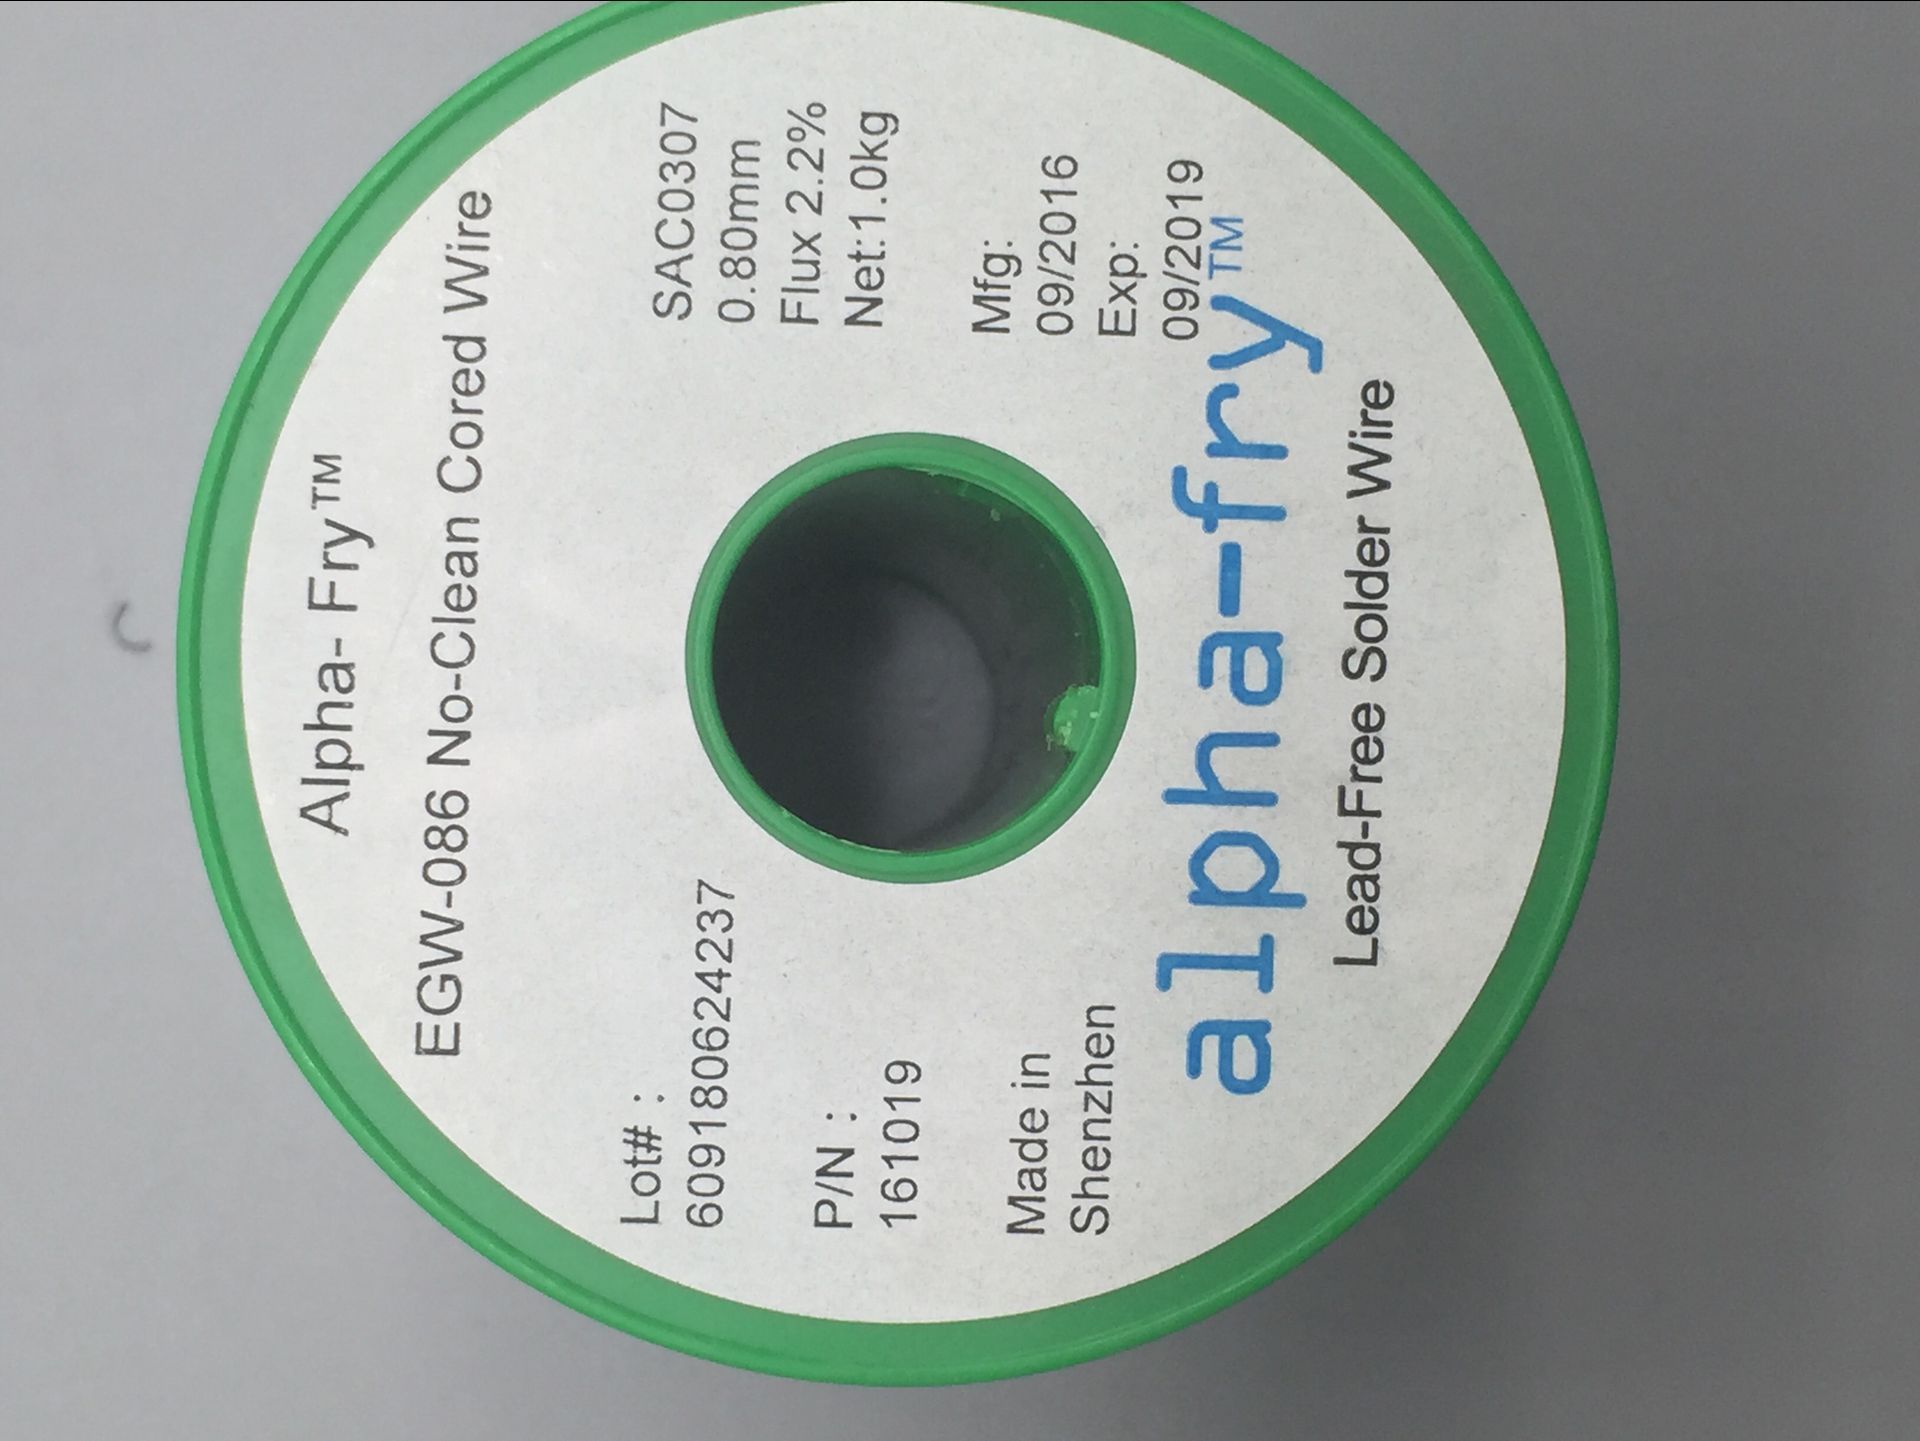 Alpha- Fry™
EGW-086 No-Clean Cored Wire
Lot# :
609180624237
P/N :
161019
Made in
Shenzhen
SAC0307
0.80mm
Flux 2.2%
Net:1.0kg
Mfg:
09/2016
Exp:
09/2019
alpha-fry™
Lead-Free Solder Wire